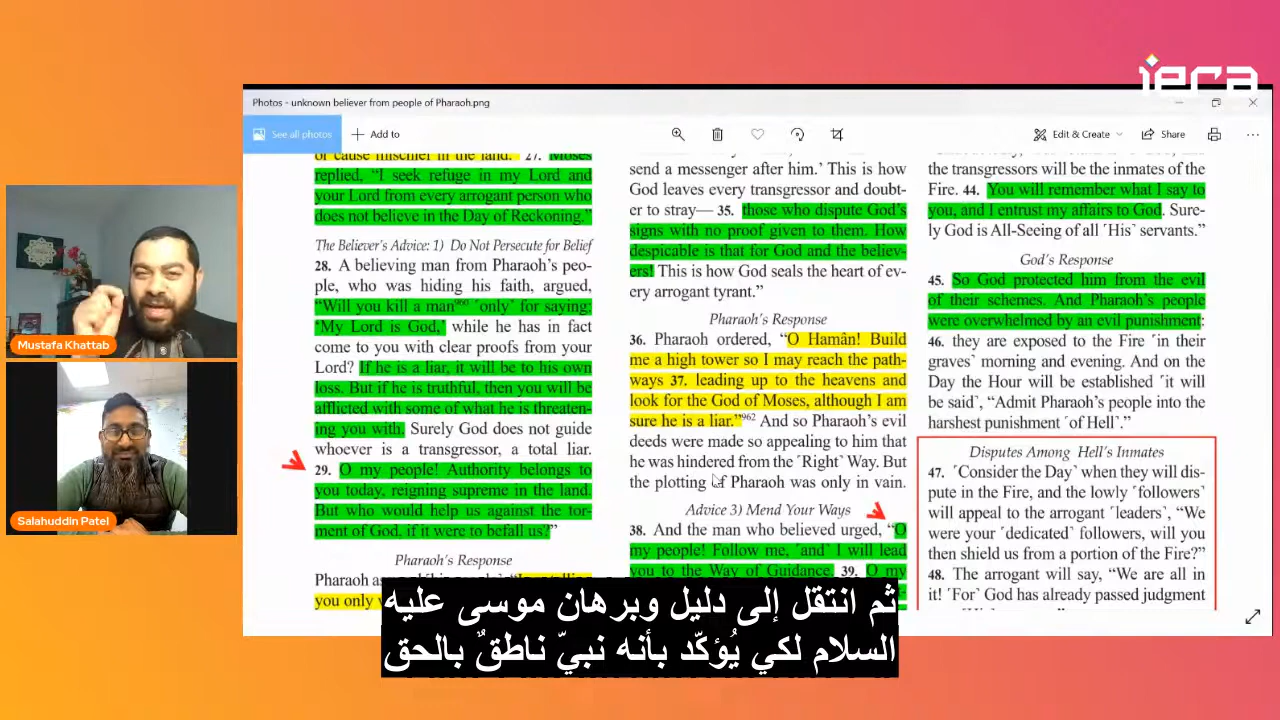 iera
Photos - unknown believer from people of Pharaoh.png
See all photos
Add to
Edit & Create
Share
or cause mischief in the land.” 27. Moses
replied, “I seek refuge in my Lord and
your Lord from every arrogant person who
does not believe in the Day of Reckoning.”
The Believer's Advice: 1) Do Not Persecute for Belief
28. A believing man from Pharaoh's peo-
ple, who was hiding his faith, argued,
“Will you kill a man⁹⁶⁰ ˹only˺ for saying:
‘My Lord is God,’ while he has in fact
come to you with clear proofs from your
Lord? If he is a liar, it will be to his own
loss. But if he is truthful, then you will be
afflicted with some of what he is threaten-
ing you with. Surely God does not guide
whoever is a transgressor, a total liar.
29. O my people! Authority belongs to
you today, reigning supreme in the land.
But who would help us against the tor-
ment of God, if it were to befall us?”
Pharaoh's Response
Pharaoh
you only
send a messenger after him.’ This is how
God leaves every transgressor and doubt-
er to stray— 35. those who dispute God's
signs with no proof given to them. How
despicable is that for God and the believ-
ers! This is how God seals the heart of ev-
ery arrogant tyrant.”
Pharaoh's Response
36. Pharaoh ordered, “O Hamân! Build
me a high tower so I may reach the path-
ways 37. leading up to the heavens and
look for the God of Moses, although I am
sure he is a liar.”⁹⁶² And so Pharaoh's evil
deeds were made so appealing to him that
he was hindered from the ˹Right˺ Way. But
the plotting of Pharaoh was only in vain.
Advice 3) Mend Your Ways
38. And the man who believed urged, “O
my people! Follow me, ˹and˺ I will lead
you to the Way of Guidance. 39. O my
the transgressors will be the inmates of the
Fire. 44. You will remember what I say to
you, and I entrust my affairs to God. Sure-
ly God is All-Seeing of all ˹His˺ servants.”
God's Response
45. So God protected him from the evil
of their schemes. And Pharaoh's people
were overwhelmed by an evil punishment:
46. they are exposed to the Fire ˹in their
graves˺ morning and evening. And on the
Day the Hour will be established ˹it will
be said˺, “Admit Pharaoh's people into the
harshest punishment ˹of Hell˺.”
Disputes Among Hell's Inmates
47. ˹Consider the Day˺ when they will dis-
pute in the Fire, and the lowly ˹followers˺
will appeal to the arrogant ˹leaders˺, “We
were your ˹dedicated˺ followers, will you
then shield us from a portion of the Fire?”
48. The arrogant will say, “We are all in
it! ˹For˺ God has already passed judgment
Mustafa Khattab
Salahuddin Patel
ثم انتقل إلى دليل وبرهان موسى عليه
السلام لكي يُؤكّد بأنه نبيّ ناطقٌ بالحق